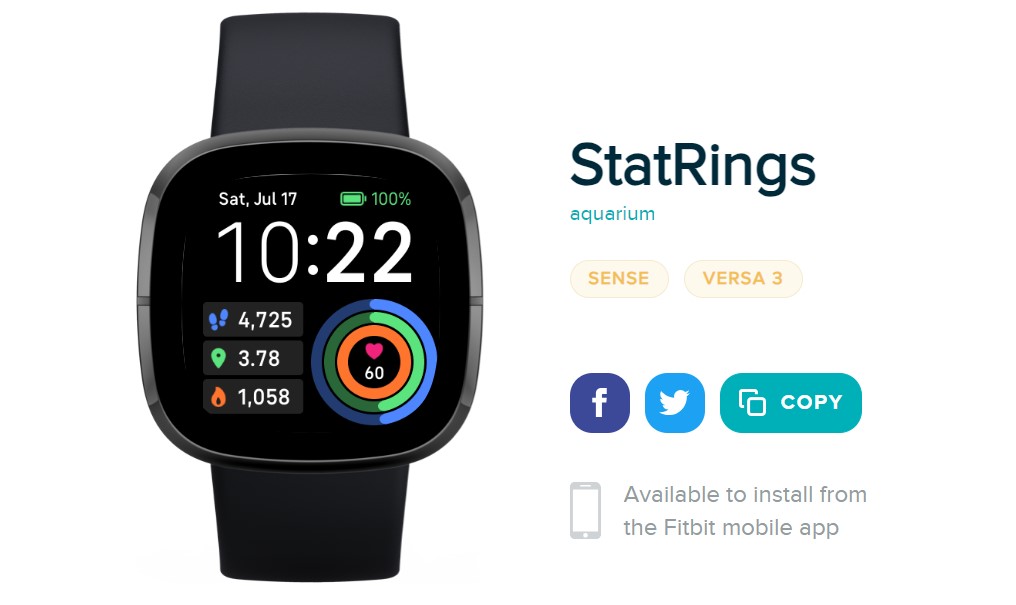 Sat, Jul 17 100%
10:22
4,725
3.78
1,058
60
StatRings
aquarium
SENSE VERSA 3
f COPY
Available to install from
the Fitbit mobile app